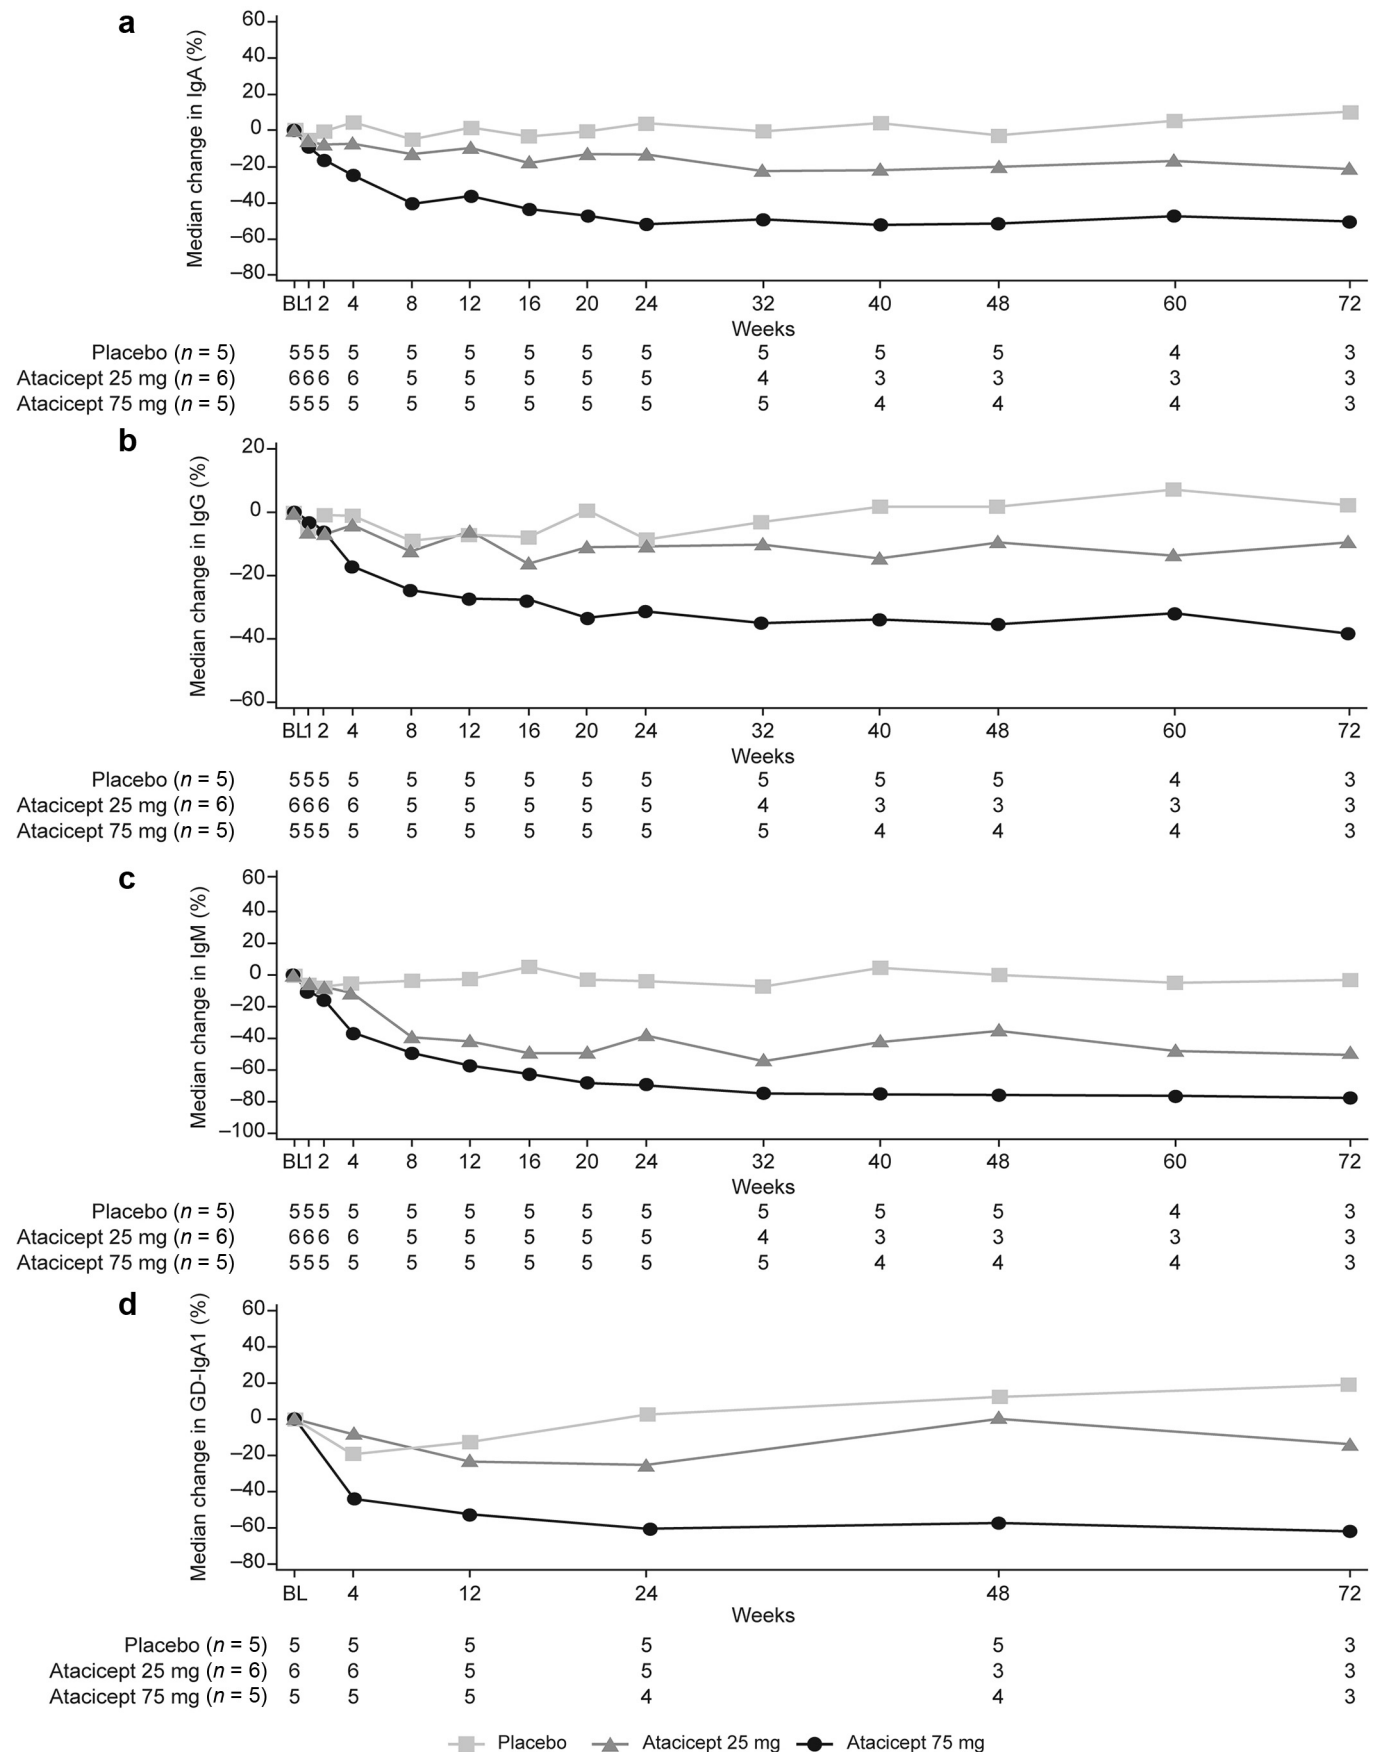 a
Median change in IgA (%)
60
40
20
0
–20
–40
–60
–80
BL 1 2 4 8 12 16 20 24 32 40 48 60 72
Weeks
Placebo (n = 5) 5 5 5 5 5 5 5 5 5 5 5 5 4 3
Atacicept 25 mg (n = 6) 6 6 6 6 5 5 5 5 5 4 3 3 3 3
Atacicept 75 mg (n = 5) 5 5 5 5 5 5 5 5 5 5 4 4 4 3
b
Median change in IgG (%)
20
0
–20
–40
–60
BL 1 2 4 8 12 16 20 24 32 40 48 60 72
Weeks
Placebo (n = 5) 5 5 5 5 5 5 5 5 5 5 5 5 4 3
Atacicept 25 mg (n = 6) 6 6 6 6 5 5 5 5 5 4 3 3 3 3
Atacicept 75 mg (n = 5) 5 5 5 5 5 5 5 5 5 5 4 4 4 3
c
Median change in IgM (%)
60
40
20
0
–20
–40
–60
–80
–100
BL 1 2 4 8 12 16 20 24 32 40 48 60 72
Weeks
Placebo (n = 5) 5 5 5 5 5 5 5 5 5 5 5 5 4 3
Atacicept 25 mg (n = 6) 6 6 6 6 5 5 5 5 5 4 3 3 3 3
Atacicept 75 mg (n = 5) 5 5 5 5 5 5 5 5 5 5 4 4 4 3
d
Median change in GD-IgA1 (%)
60
40
20
0
–20
–40
–60
–80
BL 4 12 24 48 72
Weeks
Placebo (n = 5) 5 5 5 5 5 3
Atacicept 25 mg (n = 6) 6 6 5 5 3 3
Atacicept 75 mg (n = 5) 5 5 5 4 4 3
Placebo Atacicept 25 mg Atacicept 75 mg